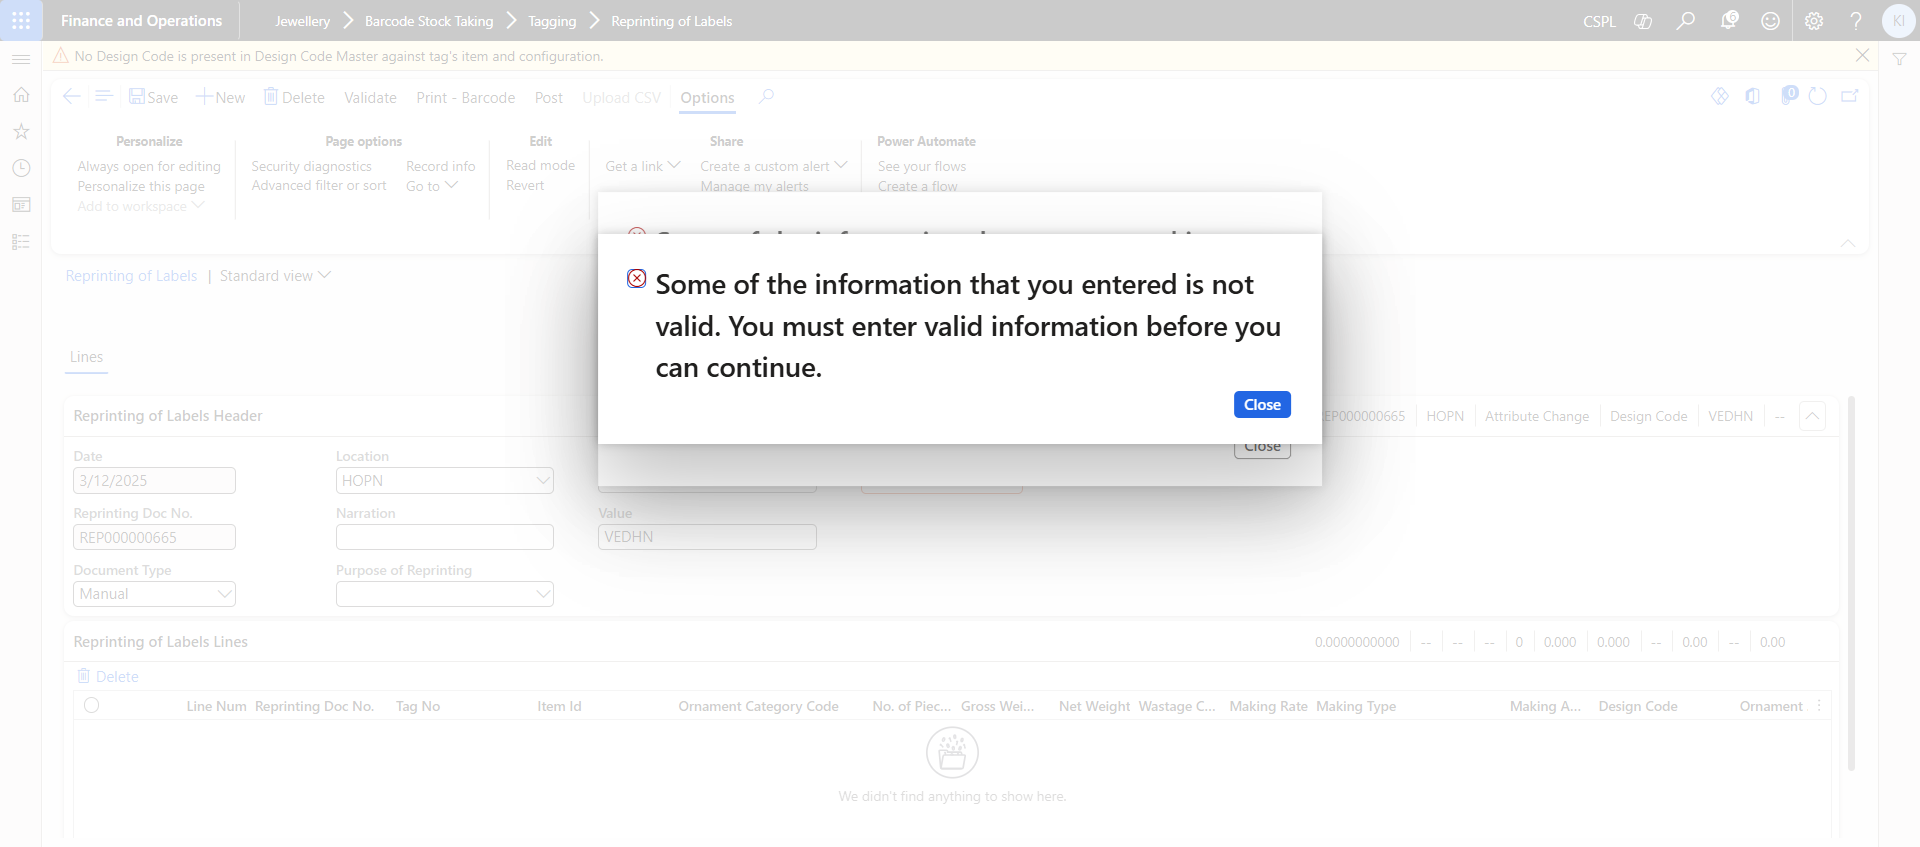 Finance and Operations
Jewellery
Barcode Stock Taking
Tagging
Reprinting of Labels
CSPL
6
KI
No Design Code is present in Design Code Master against tag's item and configuration.
Save
New
Delete
Validate
Print - Barcode
Post
Upload CSV
Options
0
Personalize
Page options
Edit
Share
Power Automate
Always open for editing
Security diagnostics
Record info
Read mode
Get a link
Create a custom alert
See your flows
Personalize this page
Advanced filter or sort
Go to
Revert
Manage my alerts
Create a flow
Add to workspace
Some of the information that you entered is not
valid. You must enter valid information before you
can continue.
Close
Close
Reprinting of Labels | Standard view
Lines
Reprinting of Labels Header
EP000000665
HOPN
Attribute Change
Design Code
VEDHN
--
Date
Location
3/12/2025
HOPN
Reprinting Doc No.
Narration
Value
REP000000665
VEDHN
Document Type
Purpose of Reprinting
Manual
Reprinting of Labels Lines
0.0000000000
--
--
--
0
0.000
0.000
--
0.00
--
0.00
Delete
Line Num
Reprinting Doc No.
Tag No
Item Id
Ornament Category Code
No. of Piec...
Gross Wei...
Net Weight
Wastage C...
Making Rate
Making Type
Making A...
Design Code
Ornament
We didn't find anything to show here.